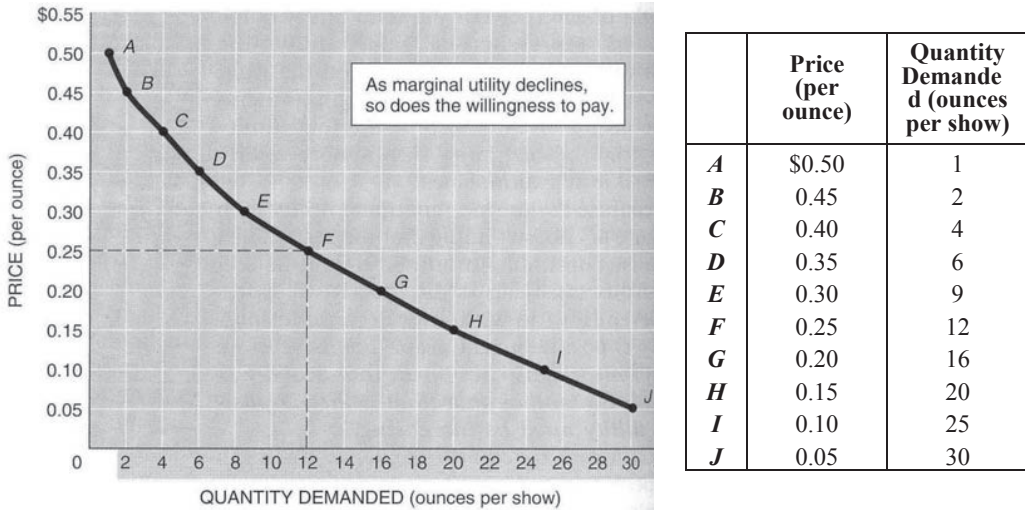 $0.55
0.50
0.45
0.40
0.35
0.30
0.25
0.20
0.15
0.10
0.05
0
PRICE (per ounce)
A
B
C
D
E
F
G
H
I
J
As marginal utility declines,
so does the willingness to pay.
2 4 6 8 10 12 14 16 18 20 22 24 26 28 30
QUANTITY DEMANDED (ounces per show)
Price
(per
ounce)
Quantity
Demande
d (ounces
per show)
A $0.50 1
B 0.45 2
C 0.40 4
D 0.35 6
E 0.30 9
F 0.25 12
G 0.20 16
H 0.15 20
I 0.10 25
J 0.05 30